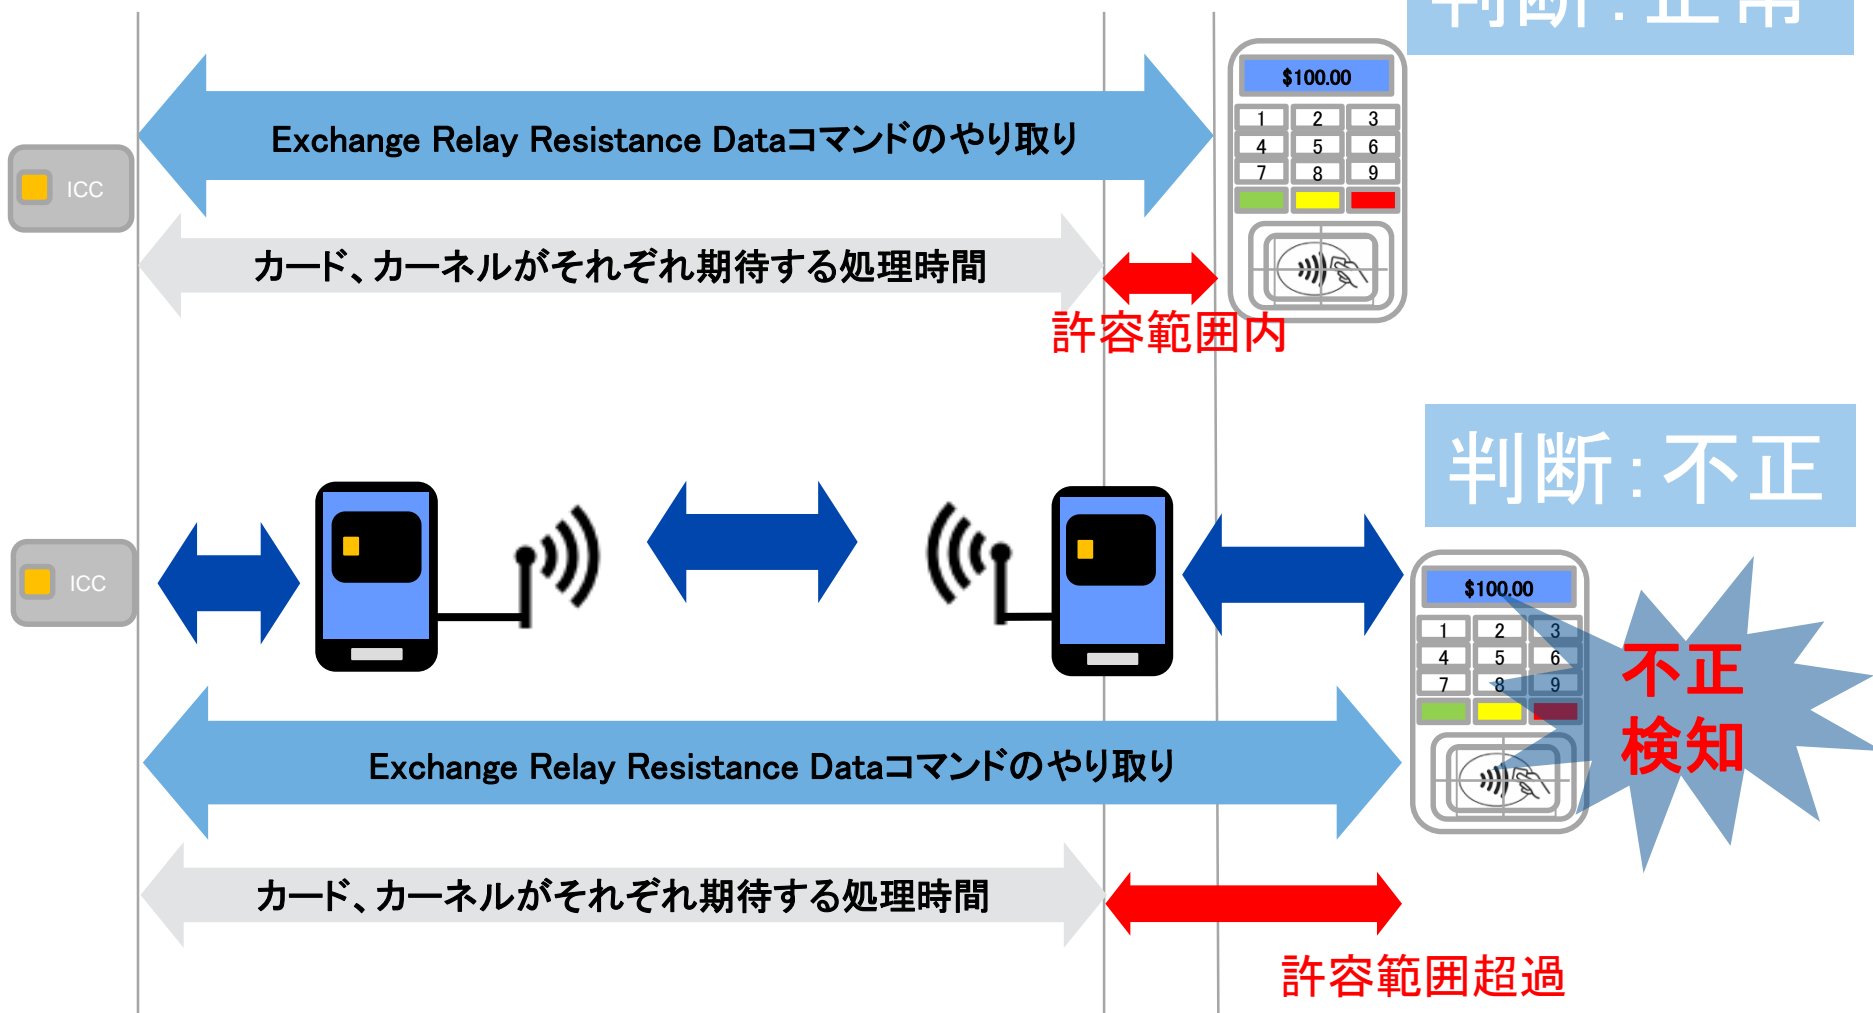 判断：正常
$100.00
Exchange Relay Resistance Dataコマンドのやり取り
1 2 3
4 5 6
7 8 9
ICC
カード、カーネルがそれぞれ期待する処理時間
許容範囲内
判断：不正
ICC
$100.00
1 2 3
4 5 6
7 8 9
不正
検知
Exchange Relay Resistance Dataコマンドのやり取り
カード、カーネルがそれぞれ期待する処理時間
許容範囲超過